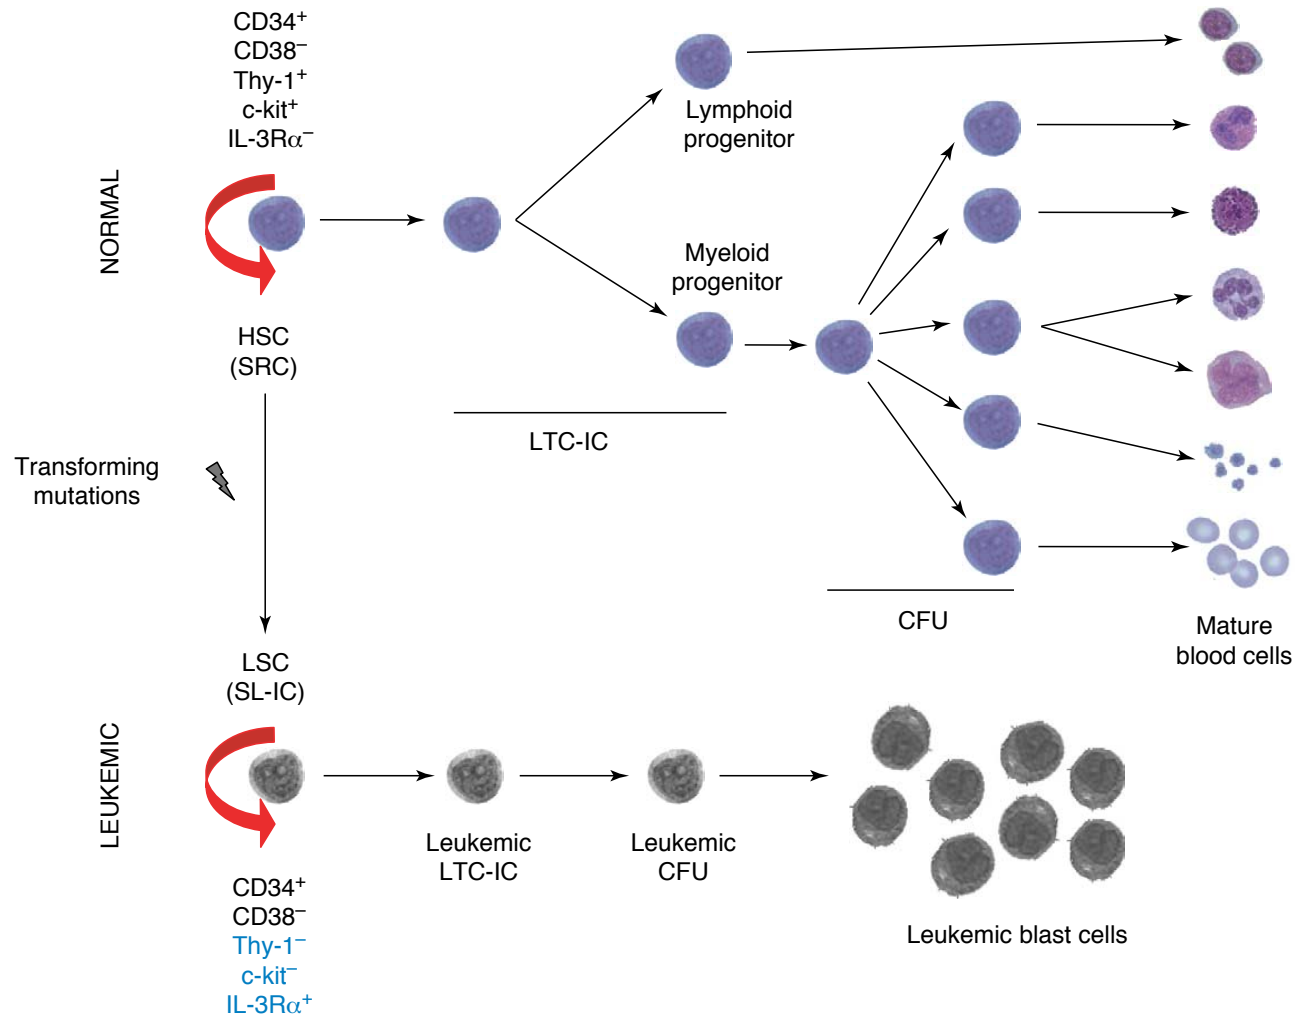 CD34⁺
CD38⁻
Thy-1⁺
c-kit⁺
IL-3Rα⁻
NORMAL
Lymphoid
progenitor
Myeloid
progenitor
HSC
(SRC)
LTC-IC
Transforming
mutations
CFU
Mature
blood cells
LSC
(SL-IC)
LEUKEMIC
Leukemic
LTC-IC
Leukemic
CFU
Leukemic blast cells
CD34⁺
CD38⁻
Thy-1⁻
c-kit⁻
IL-3Rα⁺